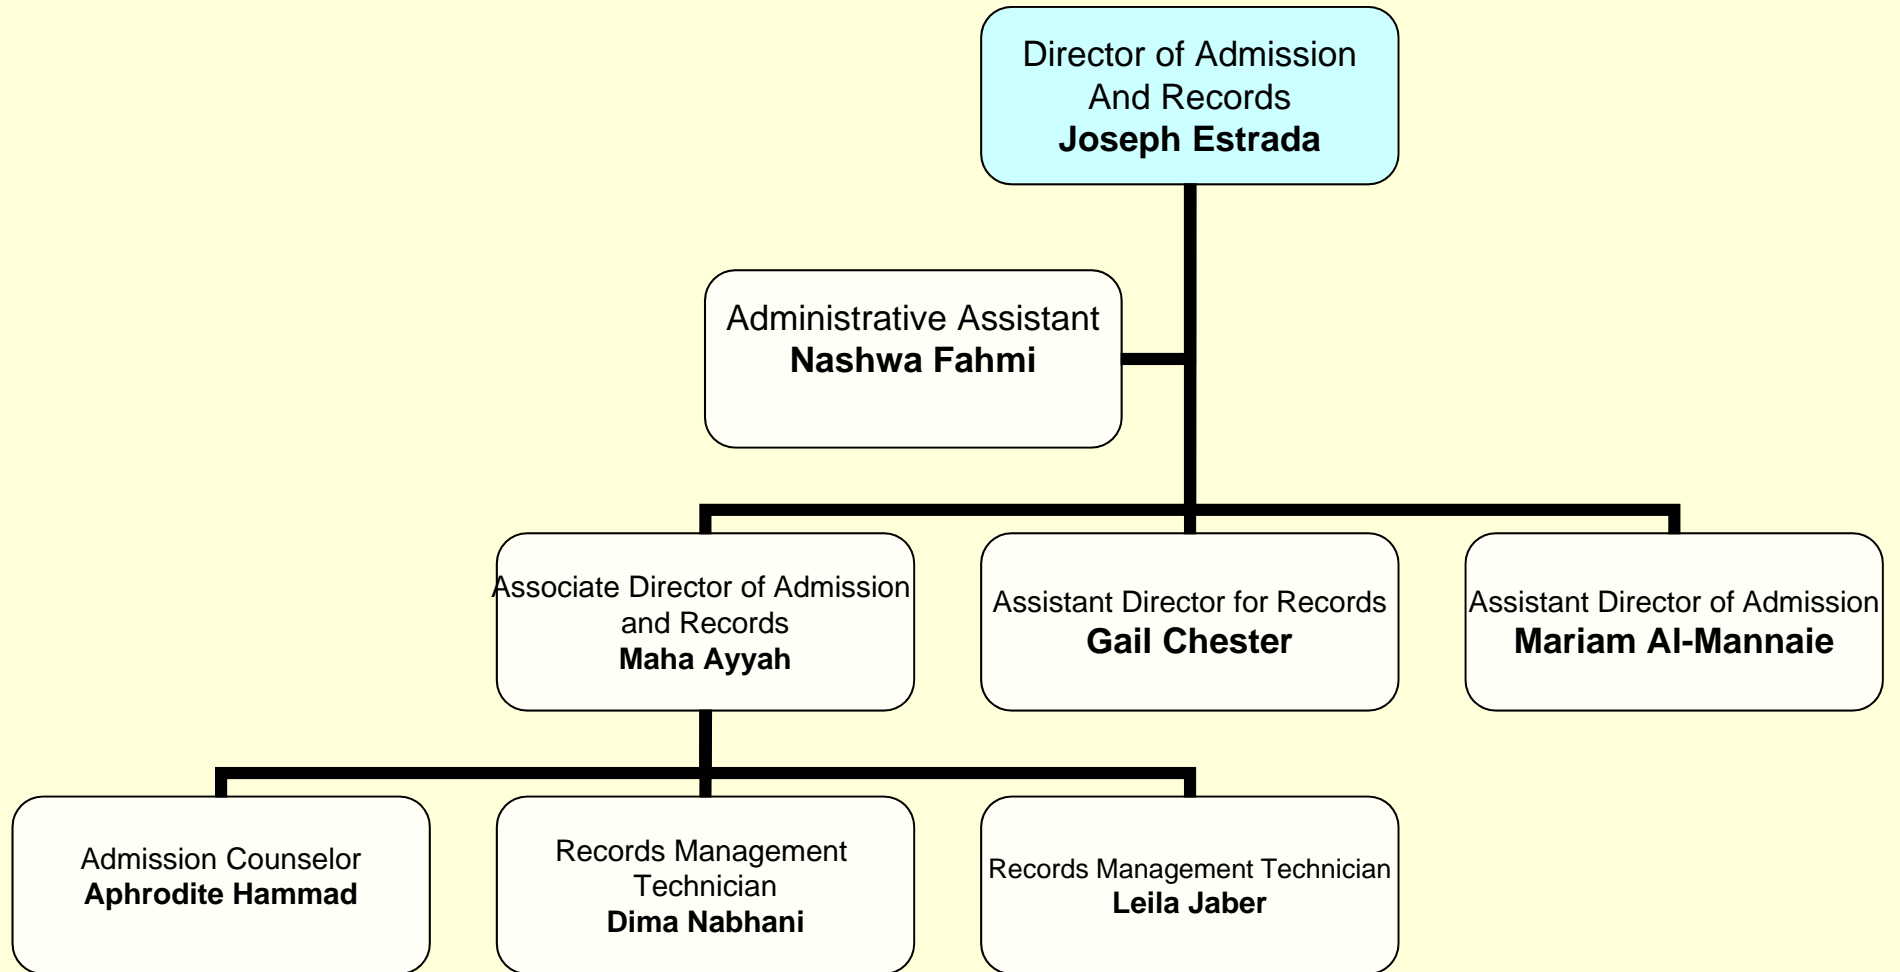 Director of Admission
And Records
Joseph Estrada
Administrative Assistant
Nashwa Fahmi
Associate Director of Admission
and Records
Maha Ayyah
Assistant Director for Records
Gail Chester
Assistant Director of Admission
Mariam Al-Mannaie
Admission Counselor
Aphrodite Hammad
Records Management
Technician
Dima Nabhani
Records Management Technician
Leila Jaber